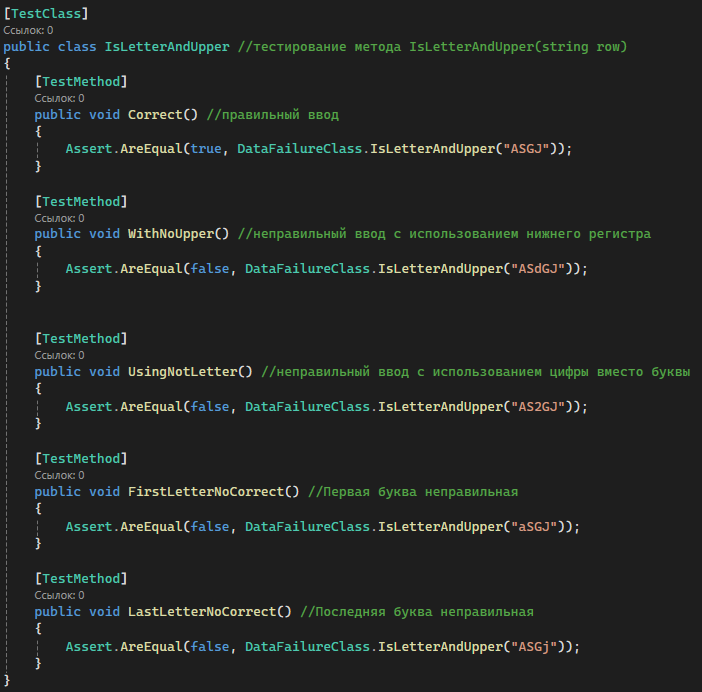 [TestClass]
Ссылок: 0
public class IsLetterAndUpper //тестирование метода IsLetterAndUpper(string row)
{
[TestMethod]
Ссылок: 0
public void Correct() //правильный ввод
{
Assert.AreEqual(true, DataFailureClass.IsLetterAndUpper("ASGJ"));
}
[TestMethod]
Ссылок: 0
public void WithNoUpper() //неправильный ввод с использованием нижнего регистра
{
Assert.AreEqual(false, DataFailureClass.IsLetterAndUpper("ASdGJ"));
}
[TestMethod]
Ссылок: 0
public void UsingNotLetter() //неправильный ввод с использованием цифры вместо буквы
{
Assert.AreEqual(false, DataFailureClass.IsLetterAndUpper("AS2GJ"));
}
[TestMethod]
Ссылок: 0
public void FirstLetterNoCorrect() //Первая буква неправильная
{
Assert.AreEqual(false, DataFailureClass.IsLetterAndUpper("aSGJ"));
}
[TestMethod]
Ссылок: 0
public void LastLetterNoCorrect() //Последняя буква неправильная
{
Assert.AreEqual(false, DataFailureClass.IsLetterAndUpper("ASGj"));
}
}